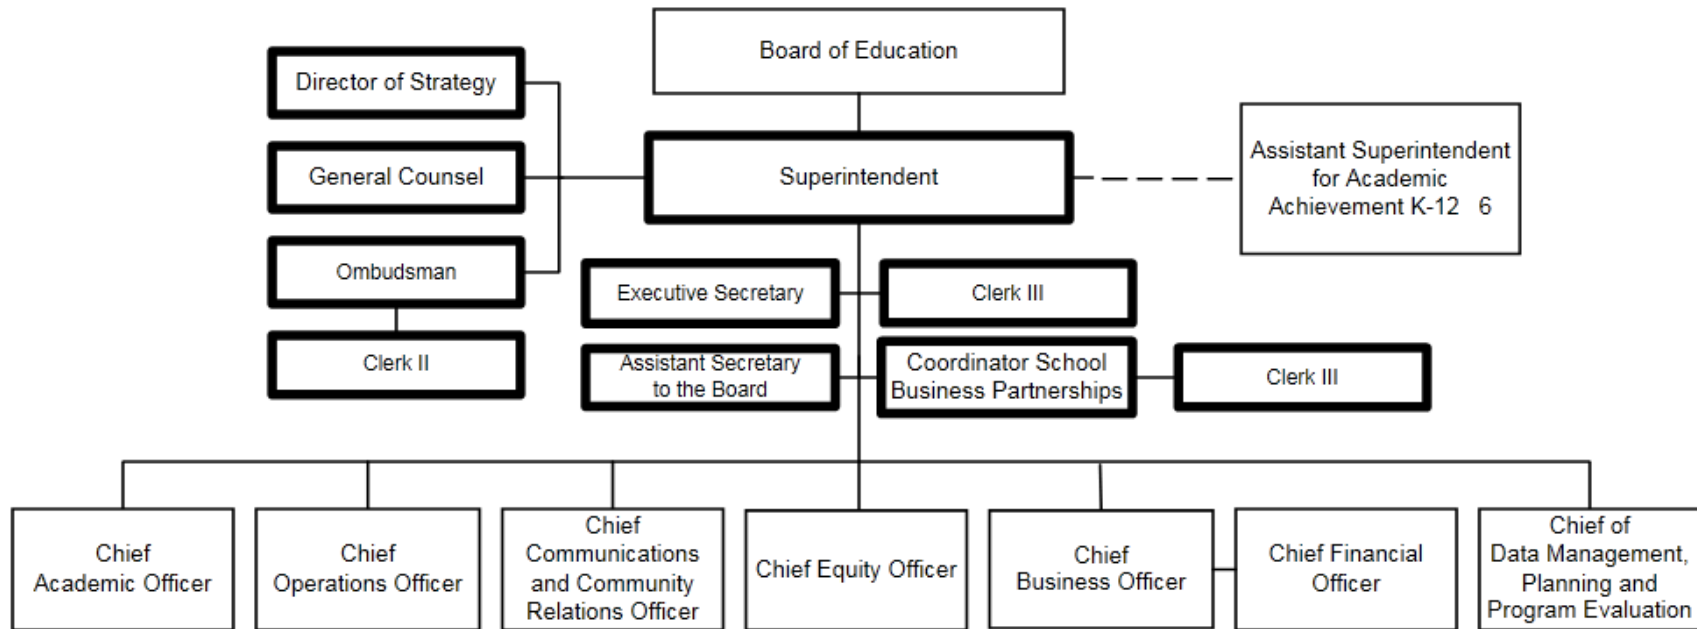 Board of Education
Director of Strategy
General Counsel
Superintendent
Assistant Superintendent
for Academic
Achievement K-12 6
Ombudsman
Clerk II
Executive Secretary
Clerk III
Assistant Secretary
to the Board
Coordinator School
Business Partnerships
Clerk III
Chief
Academic Officer
Chief
Operations Officer
Chief
Communications
and Community
Relations Officer
Chief Equity Officer
Chief
Business Officer
Chief Financial
Officer
Chief of
Data Management,
Planning and
Program Evaluation